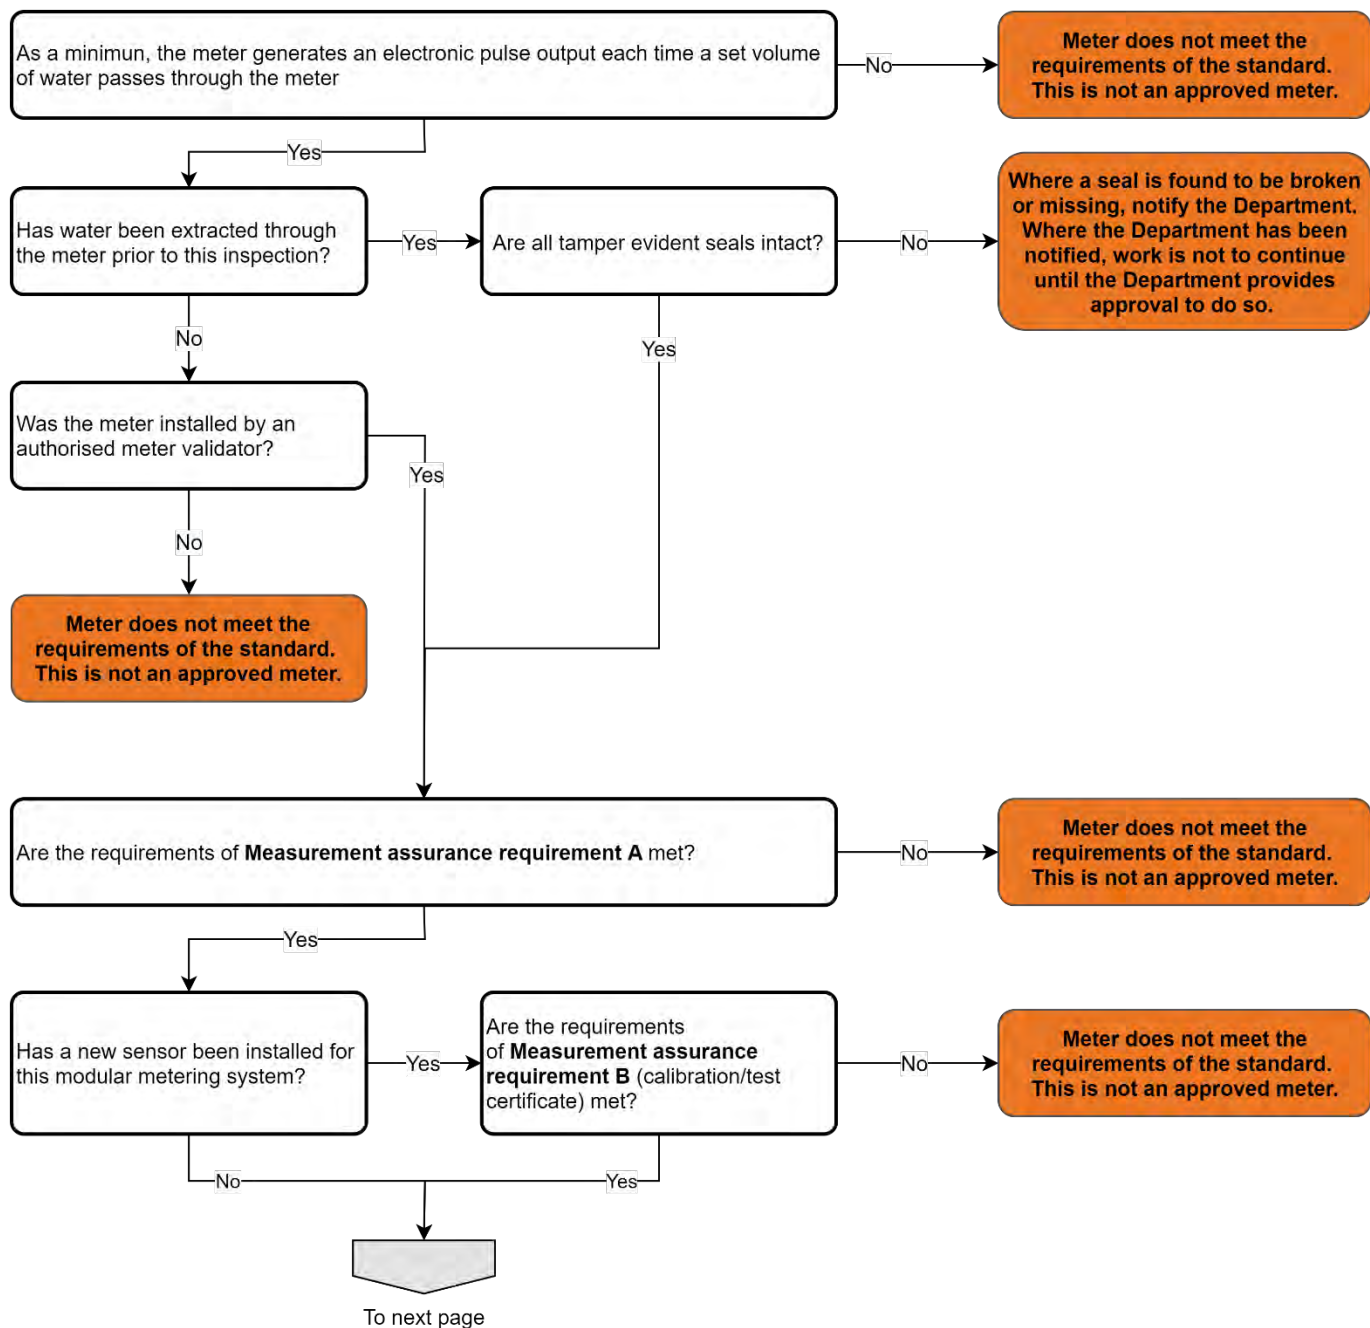 As a minimun, the meter generates an electronic pulse output each time a set volume
of water passes through the meter
No
Meter does not meet the
requirements of the standard.
This is not an approved meter.
Yes
Has water been extracted through
the meter prior to this inspection?
Yes
Are all tamper evident seals intact?
No
Where a seal is found to be broken
or missing, notify the Department.
Where the Department has been
notified, work is not to continue
until the Department provides
approval to do so.
No
Yes
Was the meter installed by an
authorised meter validator?
Yes
No
Meter does not meet the
requirements of the standard.
This is not an approved meter.
Are the requirements of Measurement assurance requirement A met?
No
Meter does not meet the
requirements of the standard.
This is not an approved meter.
Yes
Has a new sensor been installed for
this modular metering system?
Yes
Are the requirements
of Measurement assurance
requirement B (calibration/test
certificate) met?
No
Meter does not meet the
requirements of the standard.
This is not an approved meter.
No
Yes
To next page